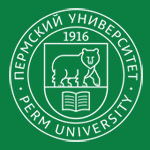 ПЕРМСКИЙ УНИВЕРСИТЕТ
1916
PERM UNIVERSITY